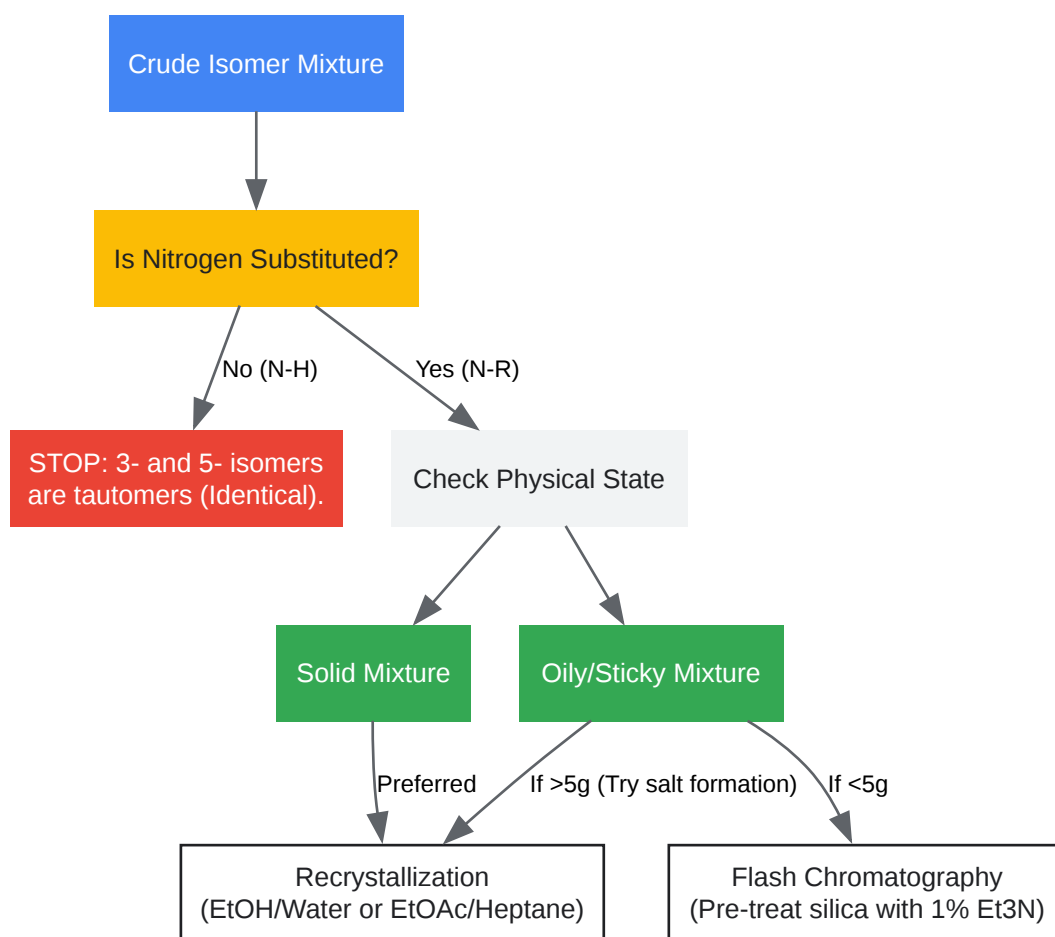 Crude Isomer Mixture
Is Nitrogen Substituted?
No (N-H)
Yes (N-R)
STOP: 3- and 5- isomers
are tautomers (Identical).
Check Physical State
Solid Mixture
Oily/Sticky Mixture
Preferred
If >5g (Try salt formation)
If <5g
Recrystallization
(EtOH/Water or EtOAc/Heptane)
Flash Chromatography
(Pre-treat silica with 1% Et3N)